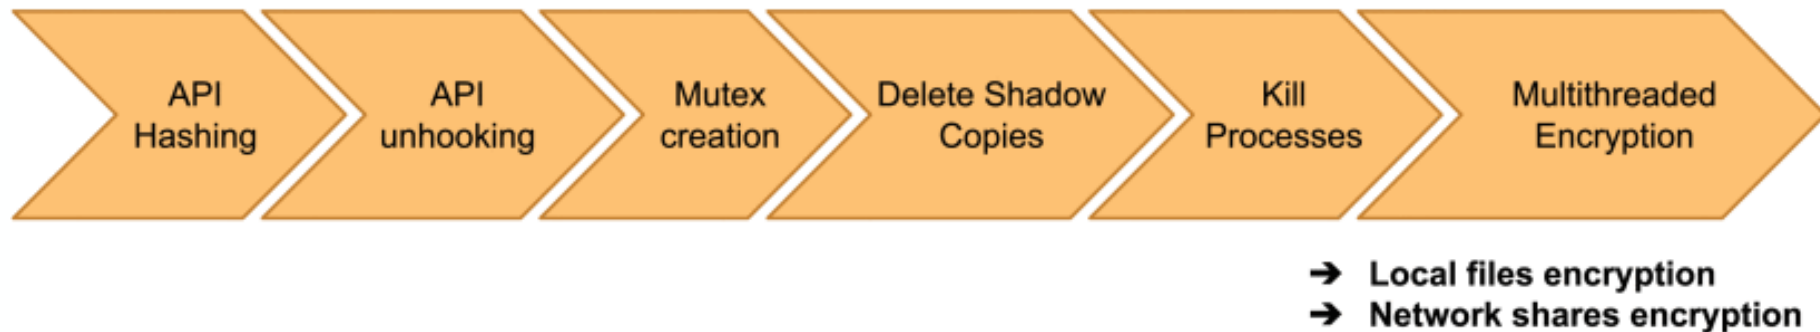 API
Hashing
API
unhooking
Mutex
creation
Delete Shadow
Copies
Kill
Processes
Multithreaded
Encryption
➔ Local files encryption
➔ Network shares encryption